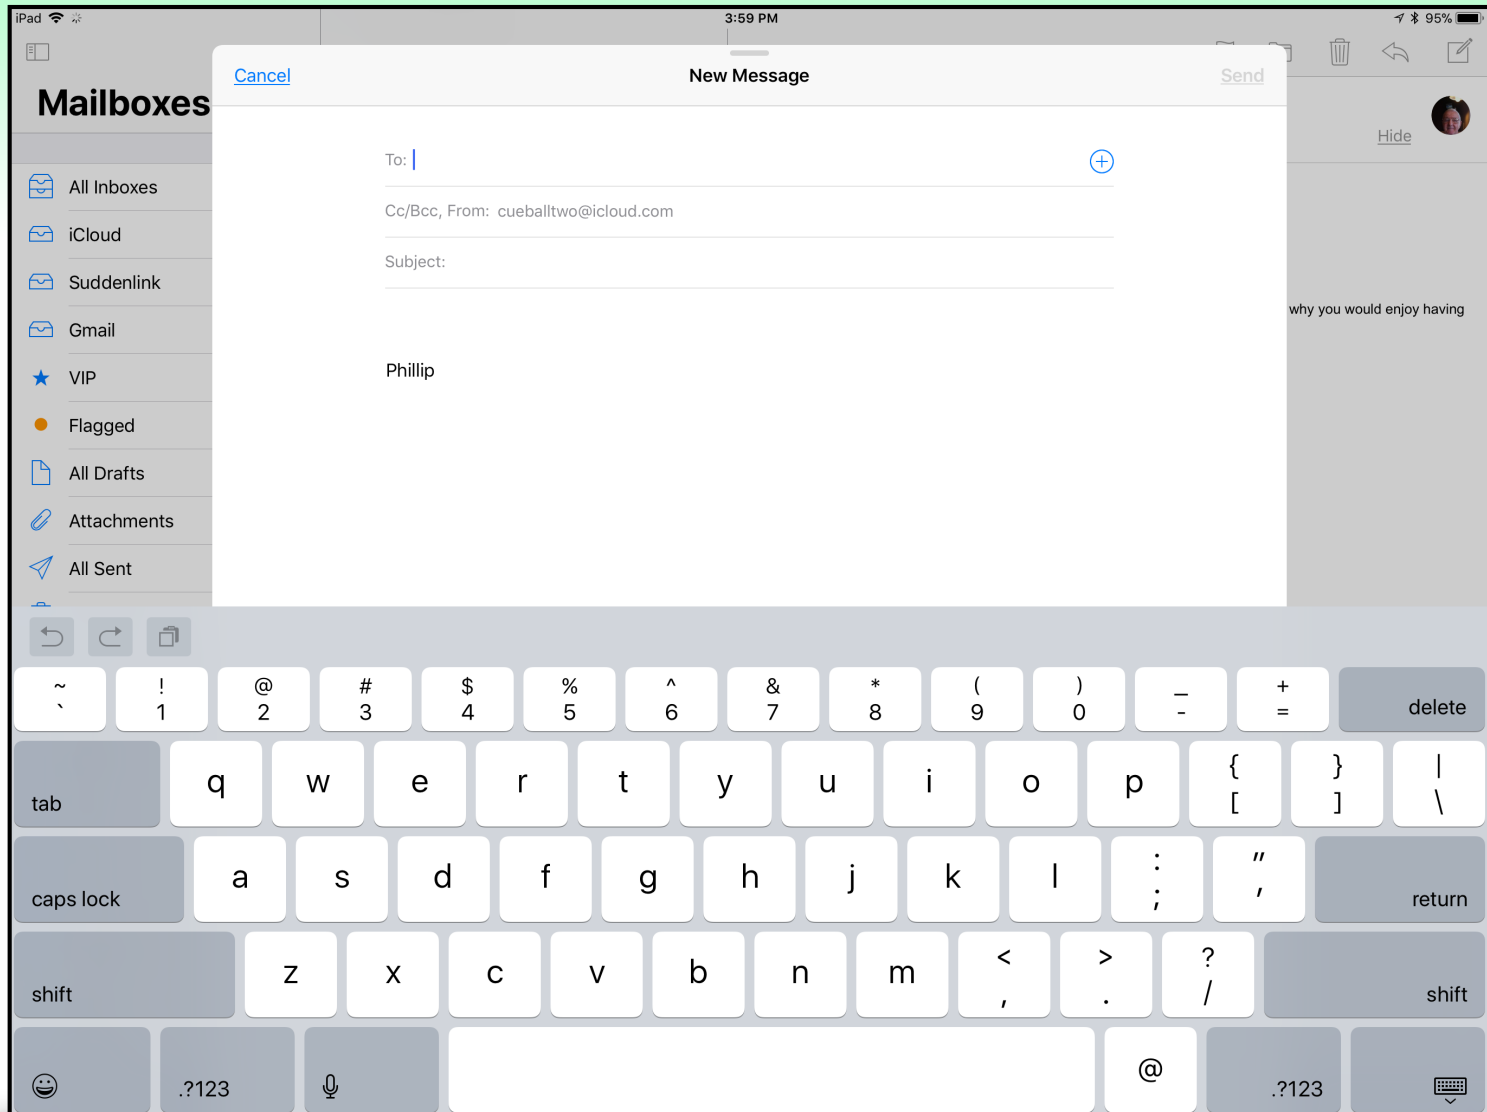 iPad 3:59 PM 95%
Cancel New Message Send
Mailboxes
Hide
To:
Cc/Bcc, From: cueballtwo@icloud.com
Subject:
All Inboxes
iCloud
Suddenlink
Gmail
VIP
Flagged
All Drafts
Attachments
All Sent
why you would enjoy having
Phillip
~ ! @ # $ % ^ & * ( ) _ +
` 1 2 3 4 5 6 7 8 9 0 - = delete
tab q w e r t y u i o p { [ } ] | \
caps lock a s d f g h j k l : ; " ' return
shift z x c v b n m < , > . ? / shift
.?123 @ .?123